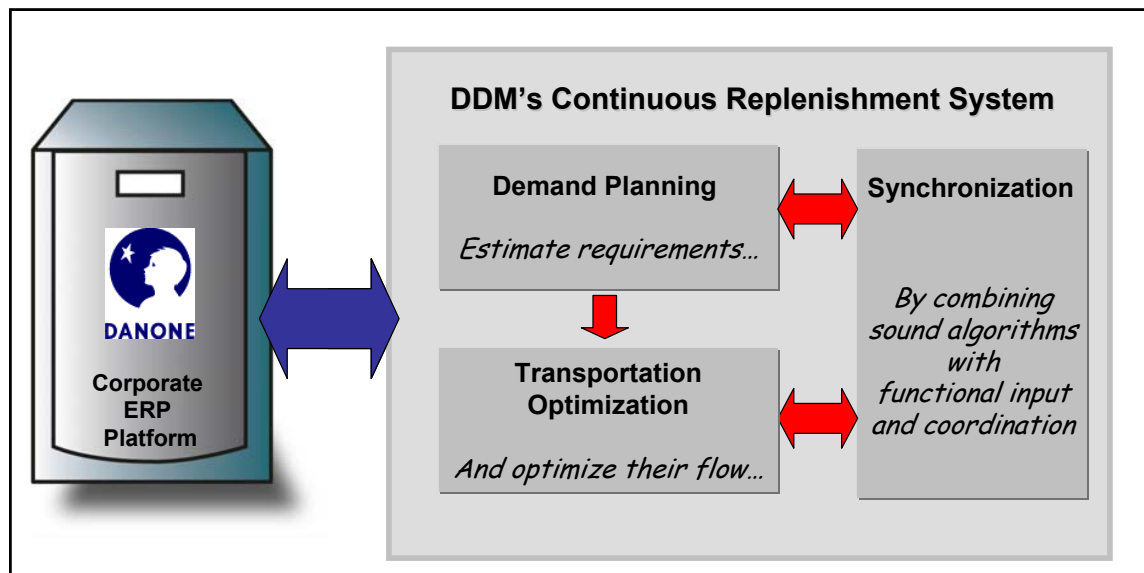 DDM's Continuous Replenishment System
Demand Planning
Estimate requirements…
Synchronization
By combining
sound algorithms
with
functional input
and coordination
Transportation
Optimization
And optimize their flow…
DANONE
Corporate
ERP
Platform